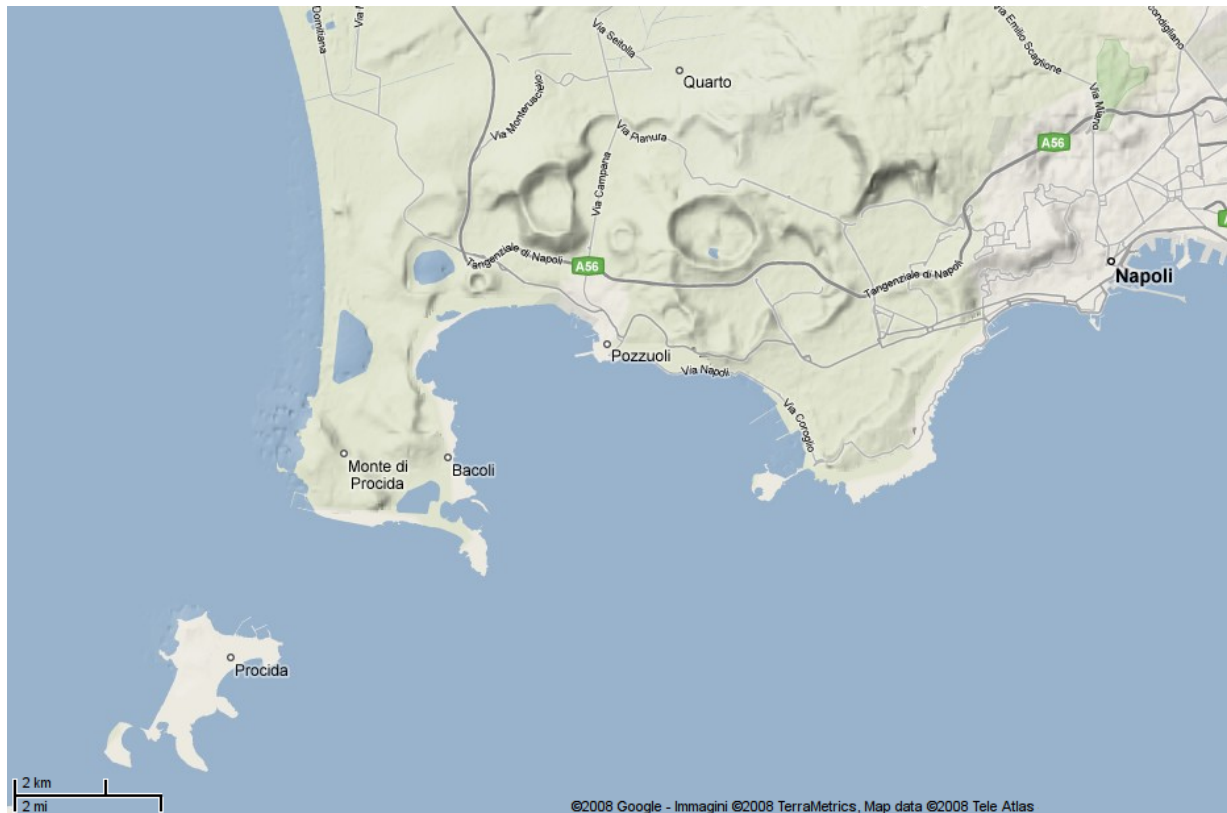 Domitiana
Via Seitolla
Via Emilio Scaglione
Quarto
Via Monterusciello
Via Pianura
Via Miano
A56
Via Campana
Tangenziale di Napoli
A56
Tangenziale di Napoli
Napoli
Pozzuoli
Via Napoli
Via Coroglio
Monte di
Procida
Bacoli
Procida
2 km
2 mi
©2008 Google - Immagini ©2008 TerraMetrics, Map data ©2008 Tele Atlas